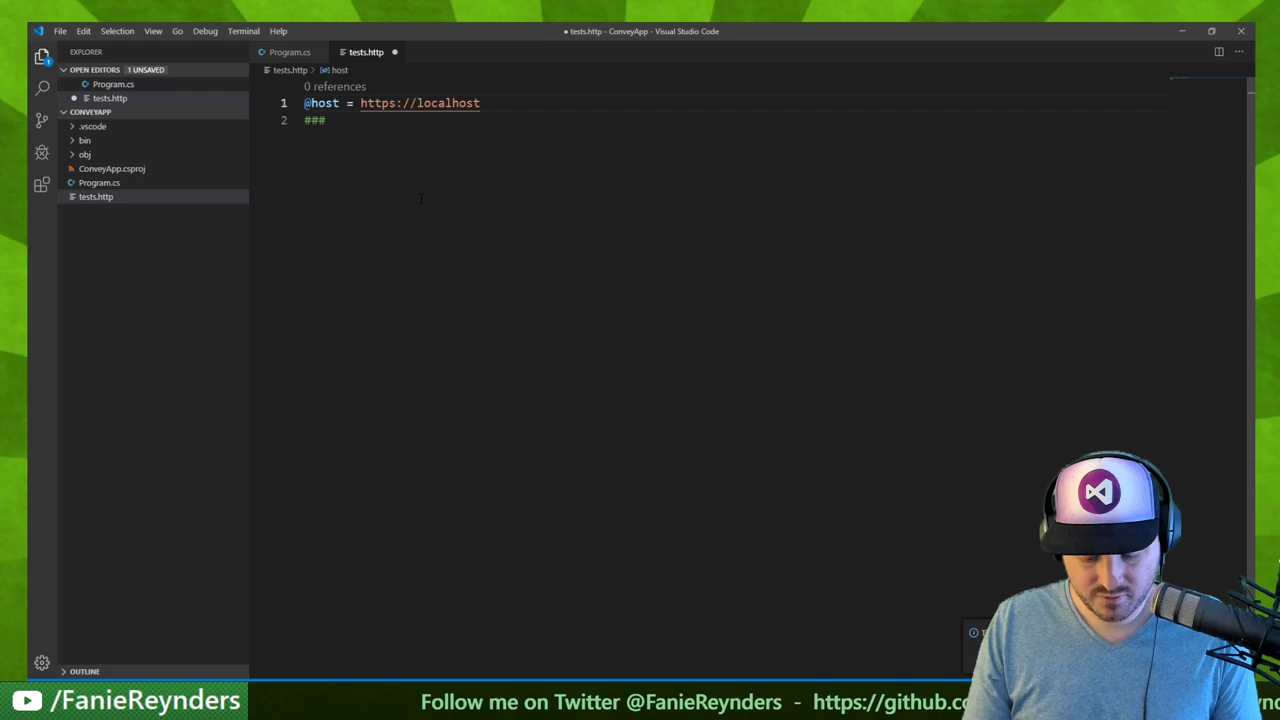 File Edit Selection View Go Debug Terminal Help
● tests.http - ConveyApp - Visual Studio Code
EXPLORER
Program.cs
tests.http
OPEN EDITORS 1 UNSAVED
Program.cs
tests.http
CONVEYAPP
.vscode
bin
obj
ConveyApp.csproj
Program.cs
tests.http
OUTLINE
1
tests.http > host
0 references
1 @host = https://localhost
2 ###
/FanieReynders
Follow me on Twitter @FanieReynders - https://github.c